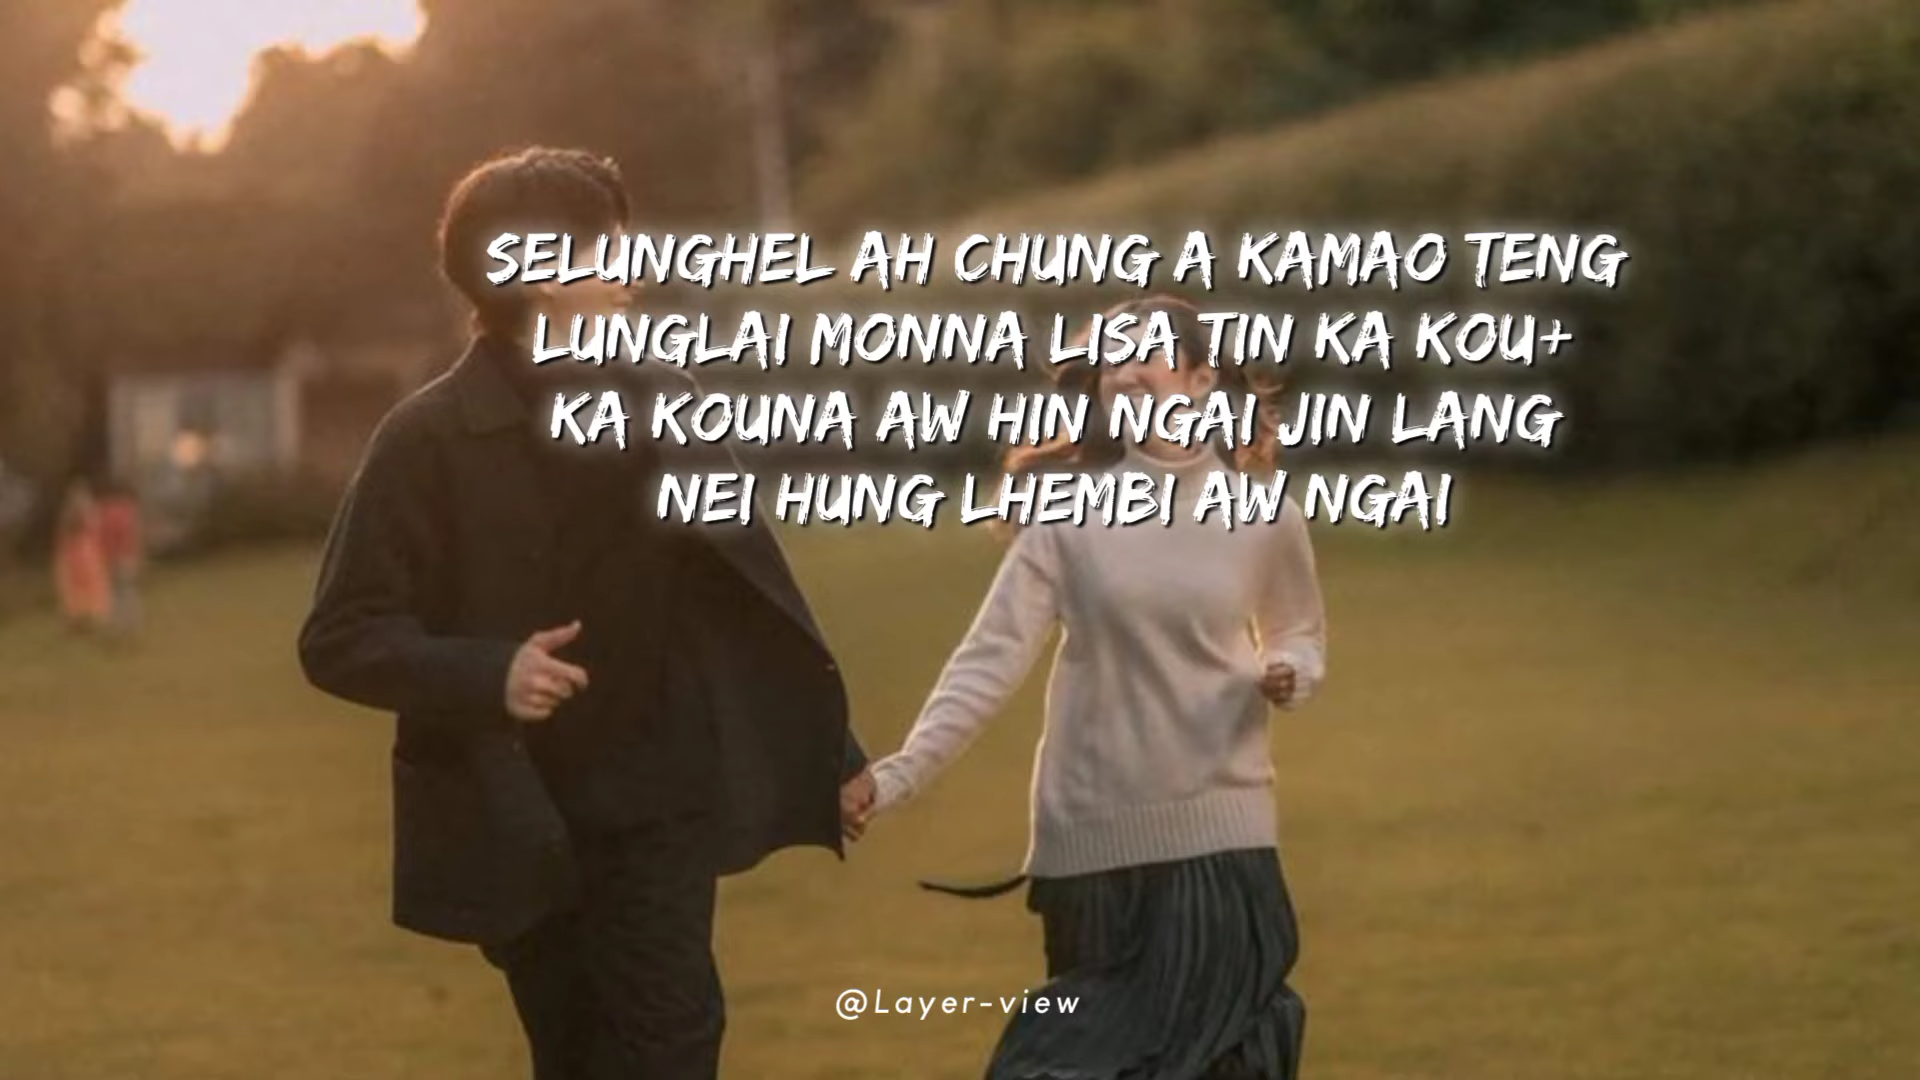 SELUNGHEL AH CHUNG A KAMAO TENG
LUNGLAI MONNA LISA TIN KA KOU+
KA KOUNA AW HIN NGAI JIN LANG
NEI HUNG LHEMBI AW NGAI
@Layer-view